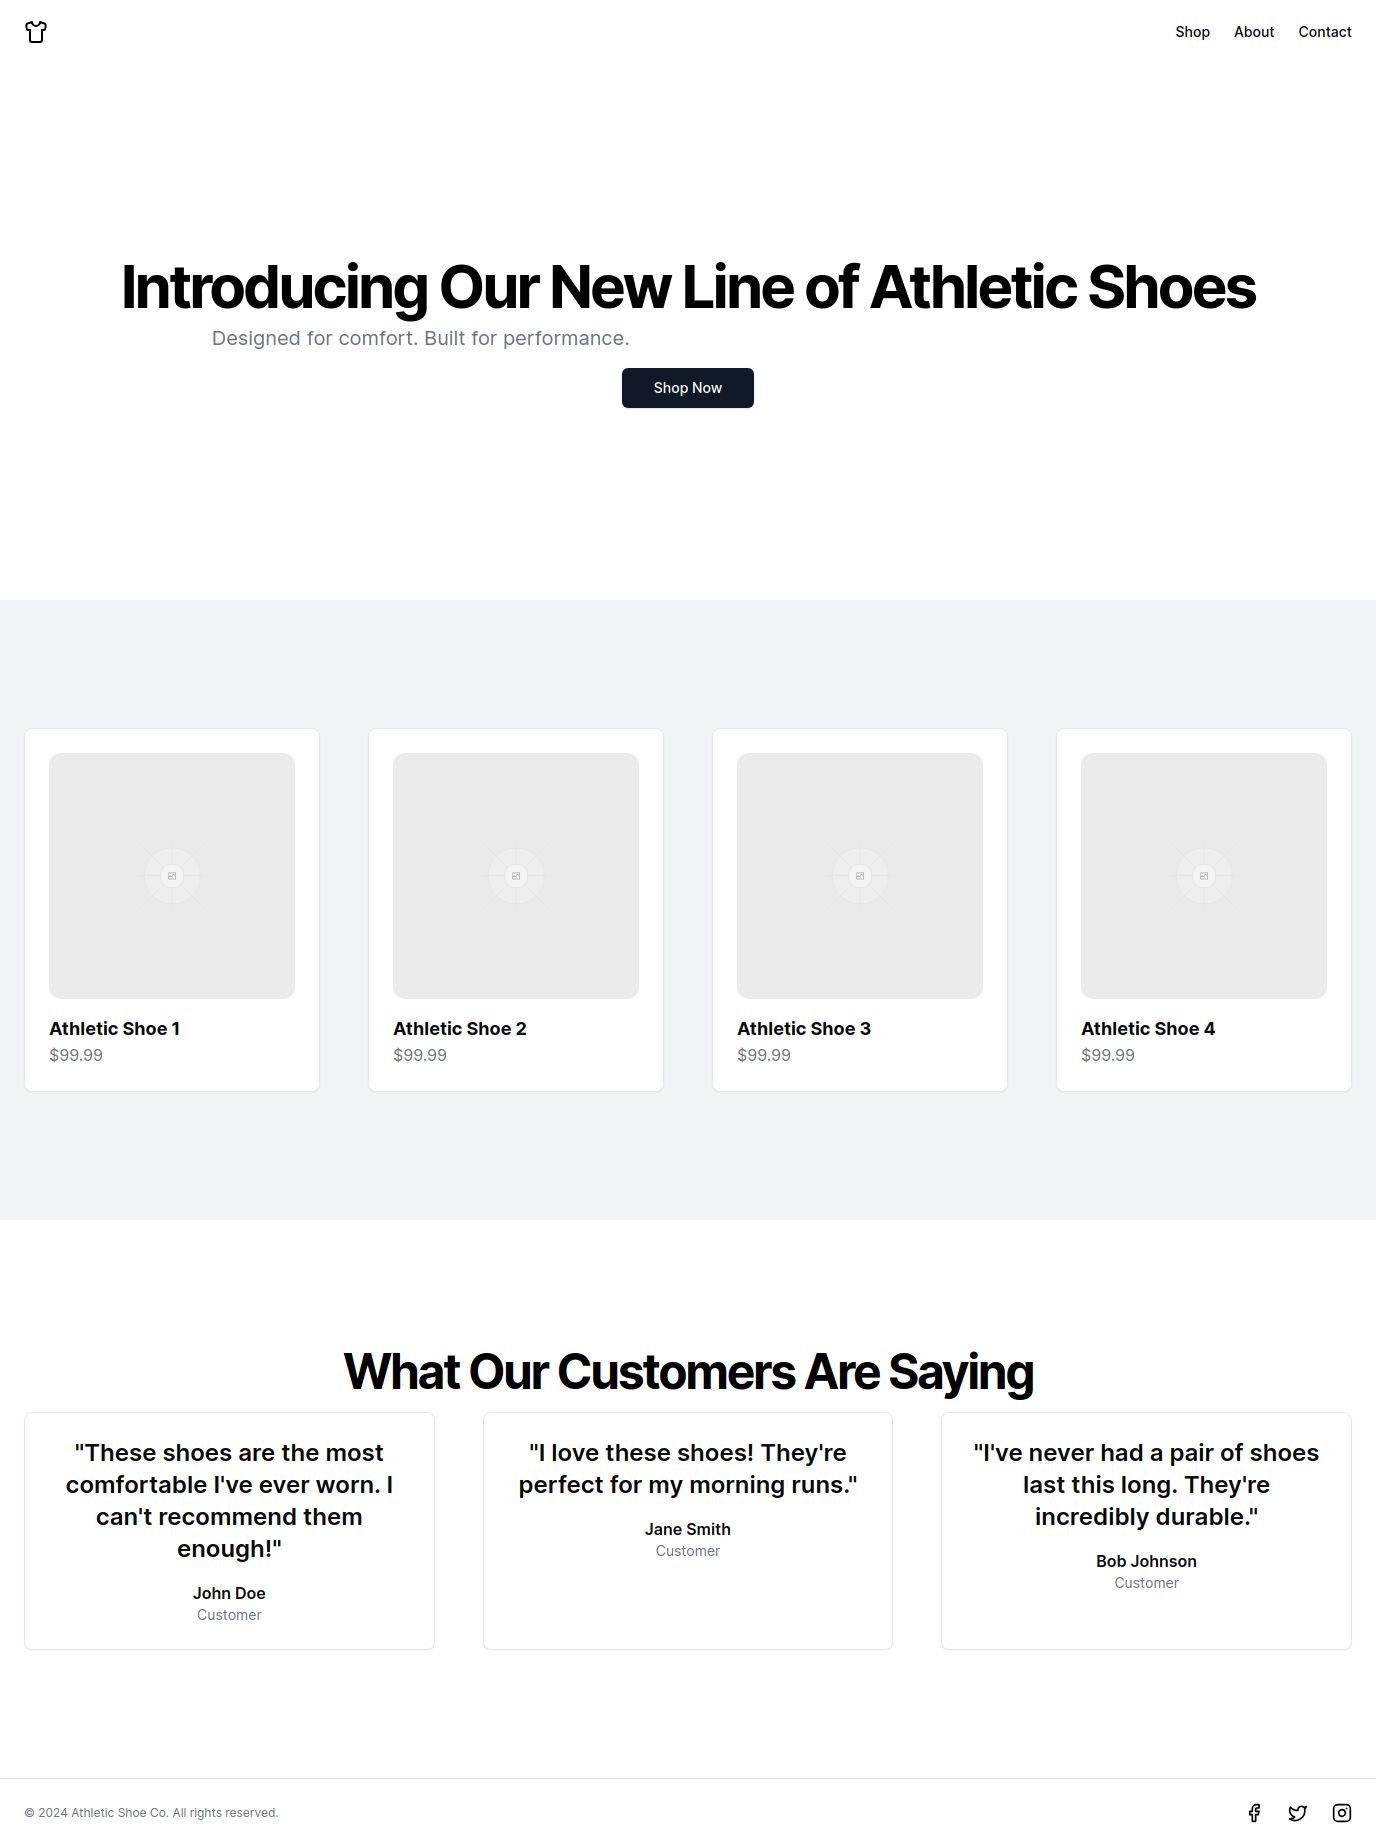 Shop About Contact
Introducing Our New Line of Athletic Shoes
Designed for comfort. Built for performance.
Shop Now
Athletic Shoe 1
$99.99
Athletic Shoe 2
$99.99
Athletic Shoe 3
$99.99
Athletic Shoe 4
$99.99
What Our Customers Are Saying
"These shoes are the most
comfortable I've ever worn. I
can't recommend them
enough!"
John Doe
Customer
"I love these shoes! They're
perfect for my morning runs."
Jane Smith
Customer
"I've never had a pair of shoes
last this long. They're
incredibly durable."
Bob Johnson
Customer
© 2024 Athletic Shoe Co. All rights reserved.